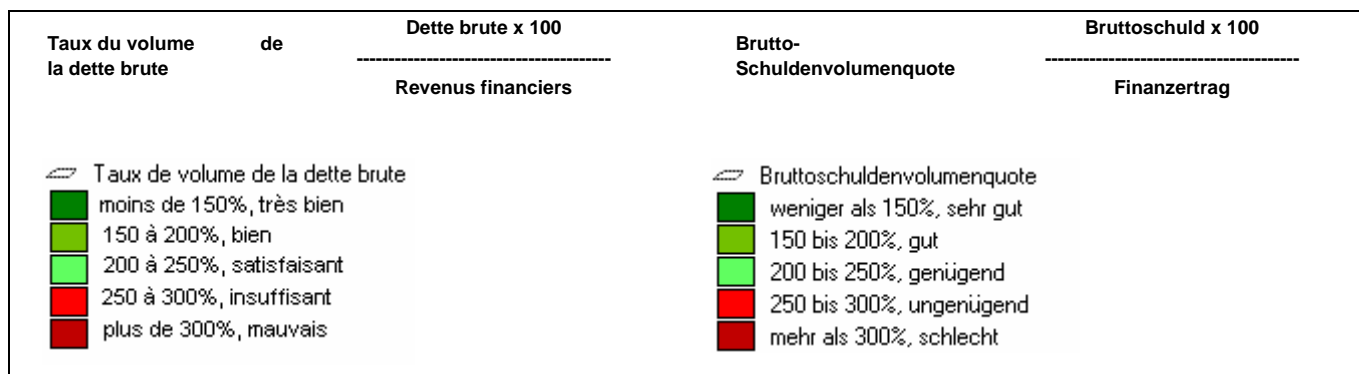 Taux du volume de
la dette brute
Dette brute x 100
----------------------------------------
Revenus financiers
Brutto-
Schuldenvolumenquote
Bruttoschuld x 100
----------------------------------------
Finanzertrag
Taux de volume de la dette brute
moins de 150%, très bien
150 à 200%, bien
200 à 250%, satisfaisant
250 à 300%, insuffisant
plus de 300%, mauvais
Bruttoschuldenvolumenquote
weniger als 150%, sehr gut
150 bis 200%, gut
200 bis 250%, genügend
250 bis 300%, ungenügend
mehr als 300%, schlecht